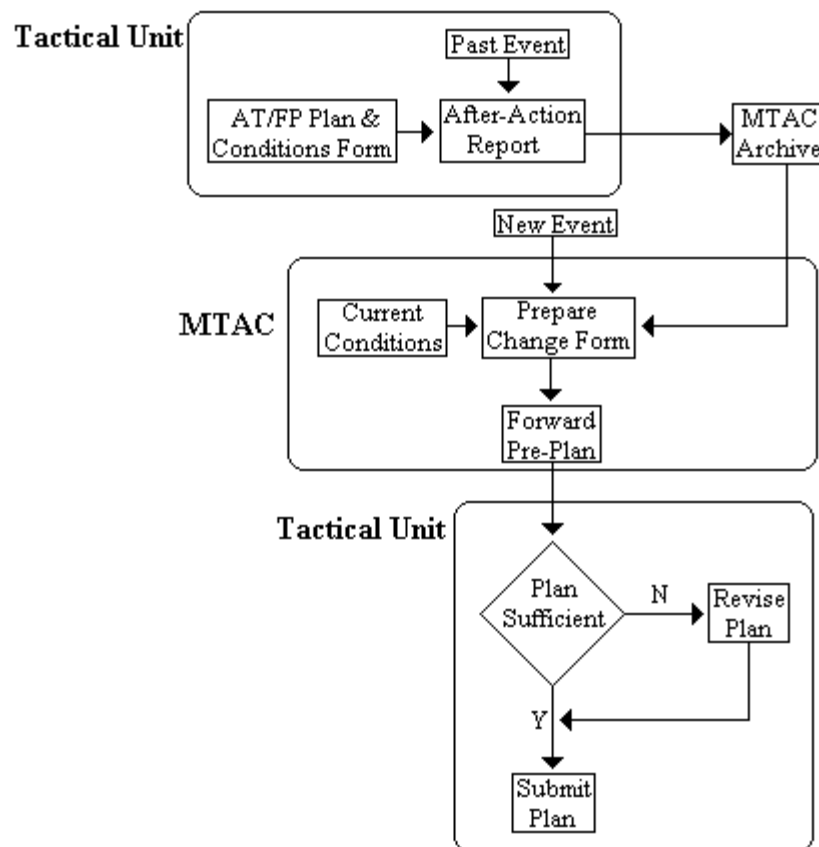 Tactical Unit
Past Event
AT/FP Plan &
Conditions Form
After-Action
Report
MTAC
Archive
New Event
MTAC
Current
Conditions
Prepare
Change Form
Forward
Pre-Plan
Tactical Unit
Plan
Sufficient
N
Revise
Plan
Y
Submit
Plan